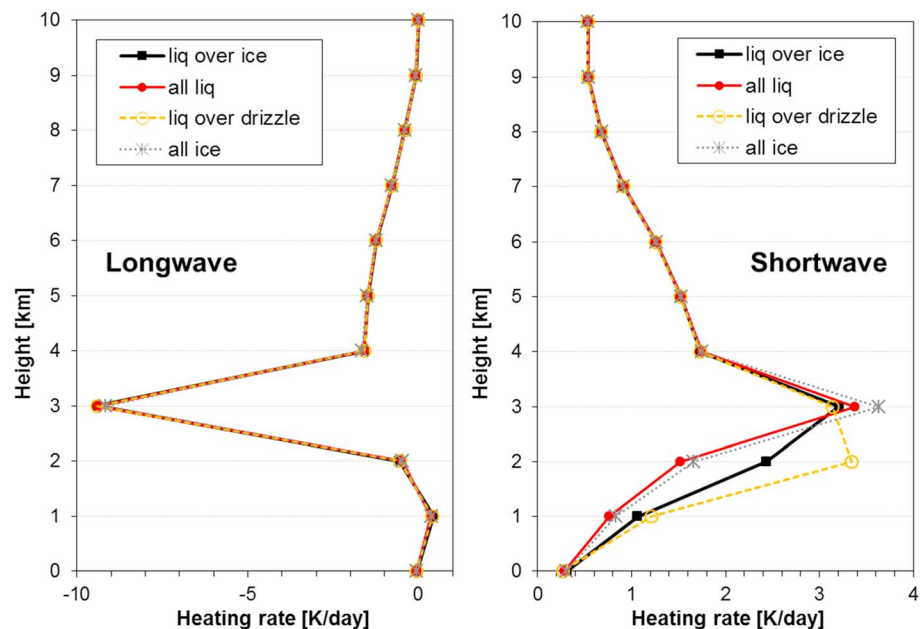 10
9
8
7
6
5
4
3
2
1
0
Height [km]
liq over ice
all liq
liq over drizzle
all ice
Longwave
-10
-5
0
Heating rate [K/day]
10
9
8
7
6
5
4
3
2
1
0
Height [km]
liq over ice
all liq
liq over drizzle
all ice
Shortwave
0
1
2
3
4
Heating rate [K/day]